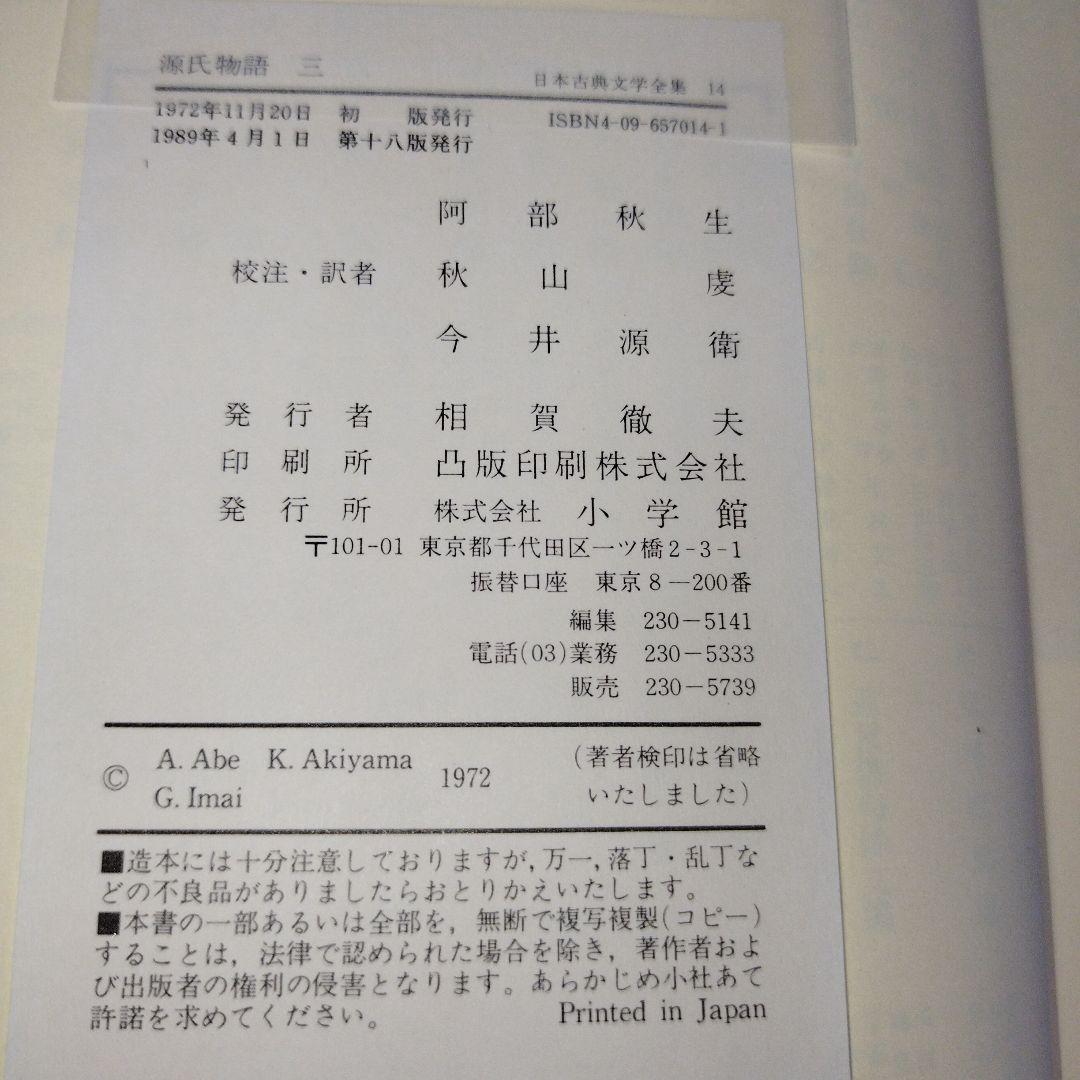 源氏物語 三
日本古典文学全集 14
1972年11月20日 初 版発行
ISBN4-09-657014-1
1989年4月1日 第十八版発行
阿部秋生
校注・訳者 秋山虔
今井源衛
発行者 相賀徹夫
印刷所 凸版印刷株式会社
発行所 株式会社 小学館
〒101-01 東京都千代田区一ツ橋2-3-1
振替口座 東京8-200番
編集 230-5141
電話(03)業務 230-5333
販売 230-5739
© A. Abe K. Akiyama 1972 (著者検印は省略
G. Imai いたしました)
■造本には十分注意しておりますが,万一,落丁・乱丁な
どの不良品がありましたらおとりかえいたします。
■本書の一部あるいは全部を,無断で複写複製(コピー)
することは,法律で認められた場合を除き,著作者およ
び出版者の権利の侵害となります。あらかじめ小社あて
許諾を求めてください。 Printed in Japan